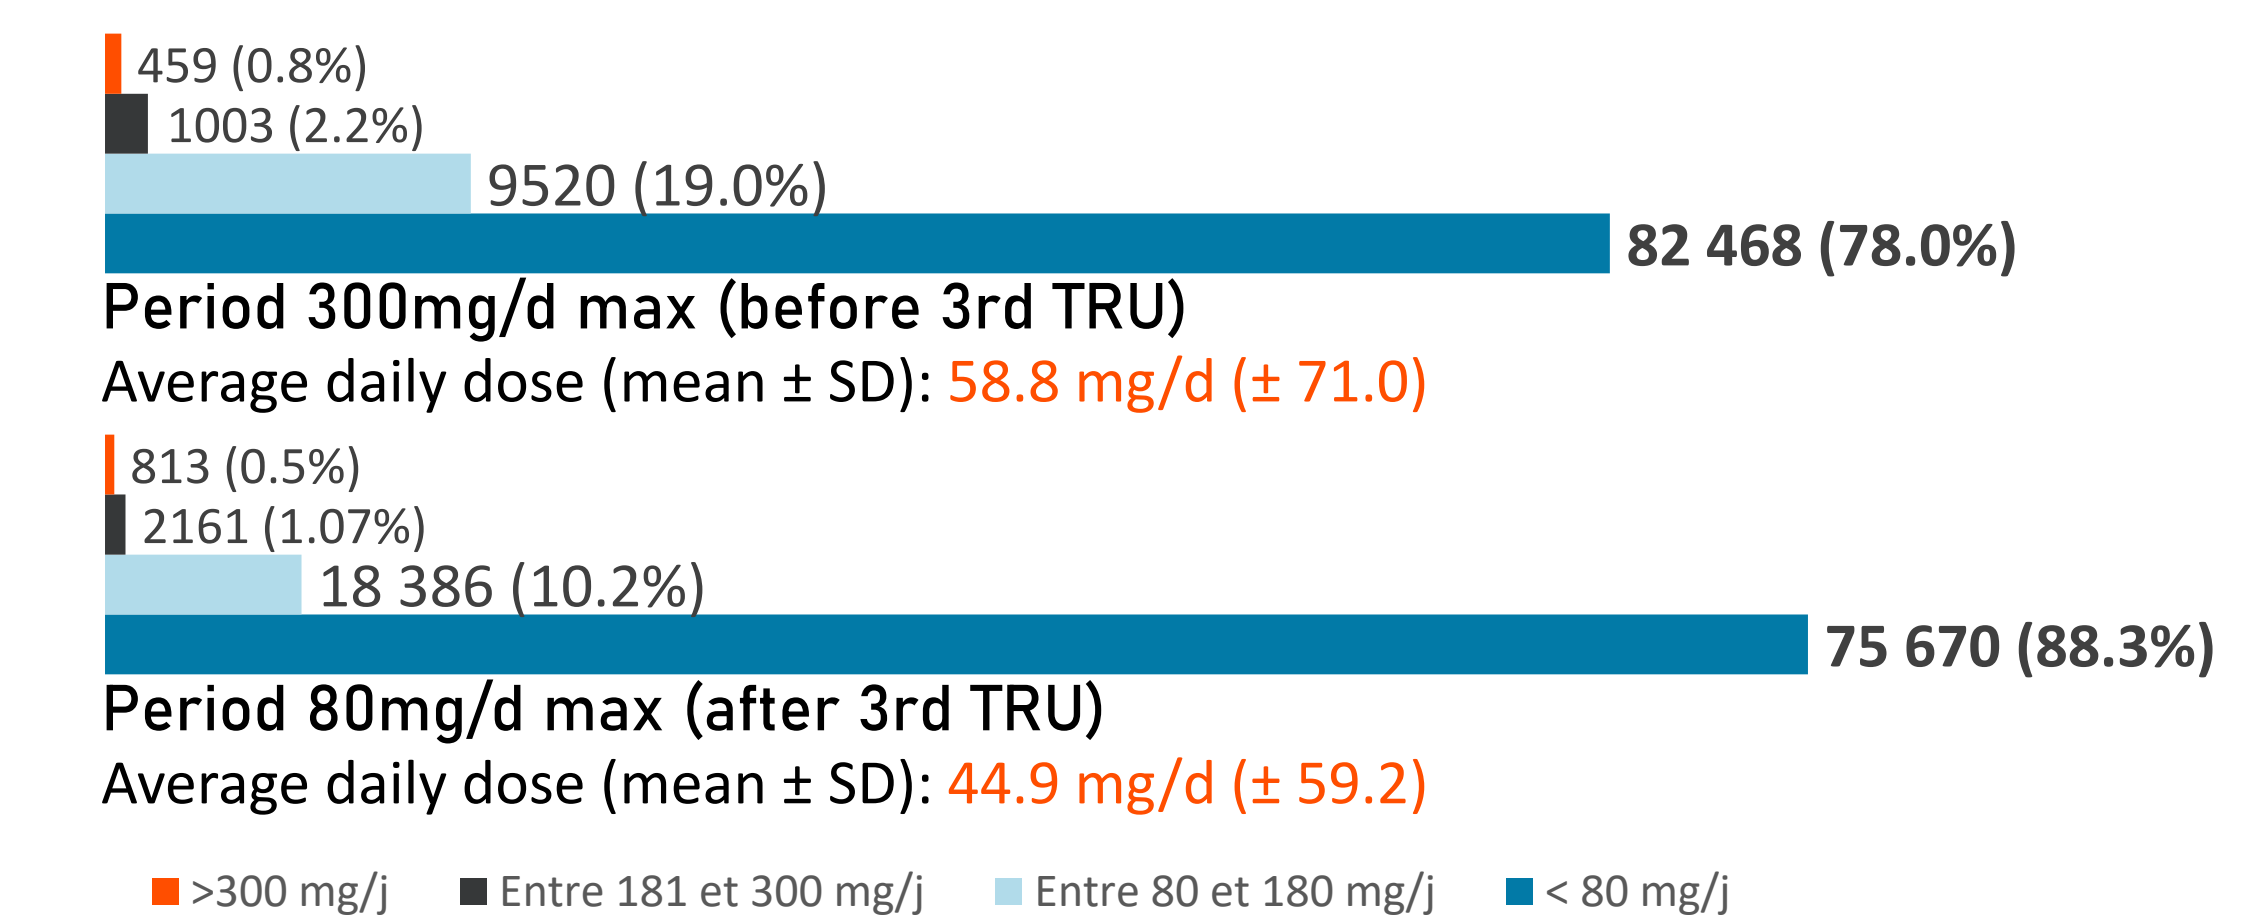 459 (0.8%)
1003 (2.2%)
9520 (19.0%)
82 468 (78.0%)
Period 300mg/d max (before 3rd TRU)
Average daily dose (mean ± SD): 58.8 mg/d (± 71.0)
813 (0.5%)
2161 (1.07%)
18 386 (10.2%)
75 670 (88.3%)
Period 80mg/d max (after 3rd TRU)
Average daily dose (mean ± SD): 44.9 mg/d (± 59.2)
>300 mg/j Entre 181 et 300 mg/j Entre 80 et 180 mg/j < 80 mg/j